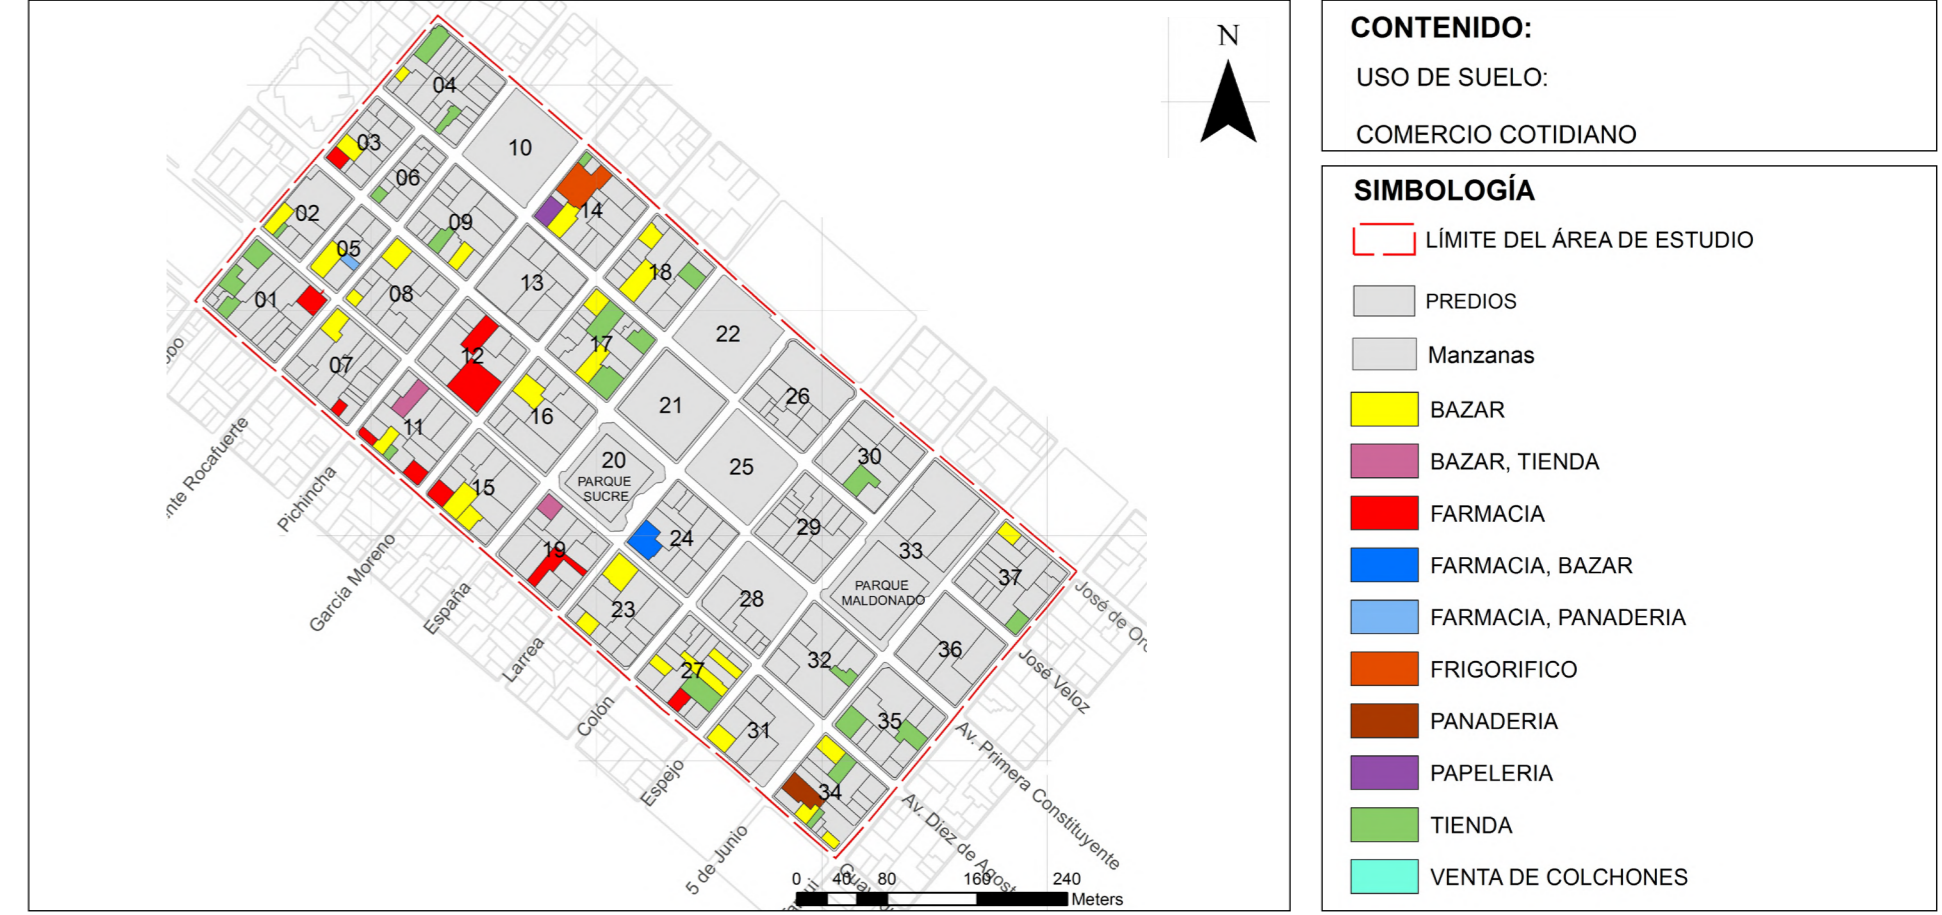 04
03
10
06
02
14
09
05
18
13
01
08
22
17
12
07
26
21
16
11
30
20
PARQUE
SUCRE
25
15
29
24
19
33
37
PARQUE
MALDONADO
28
23
36
32
27
35
31
34
Pichincha
García Moreno
España
Larrea
Colón
Espejo
5 de Junio
José Veloz
Av. Primera Constituyente
0 40 80 160 240
Meters
N
CONTENIDO:
USO DE SUELO:
COMERCIO COTIDIANO
SIMBOLOGÍA
LÍMITE DEL ÁREA DE ESTUDIO
PREDIOS
Manzanas
BAZAR
BAZAR, TIENDA
FARMACIA
FARMACIA, BAZAR
FARMACIA, PANADERIA
FRIGORIFICO
PANADERIA
PAPELERIA
TIENDA
VENTA DE COLCHONES